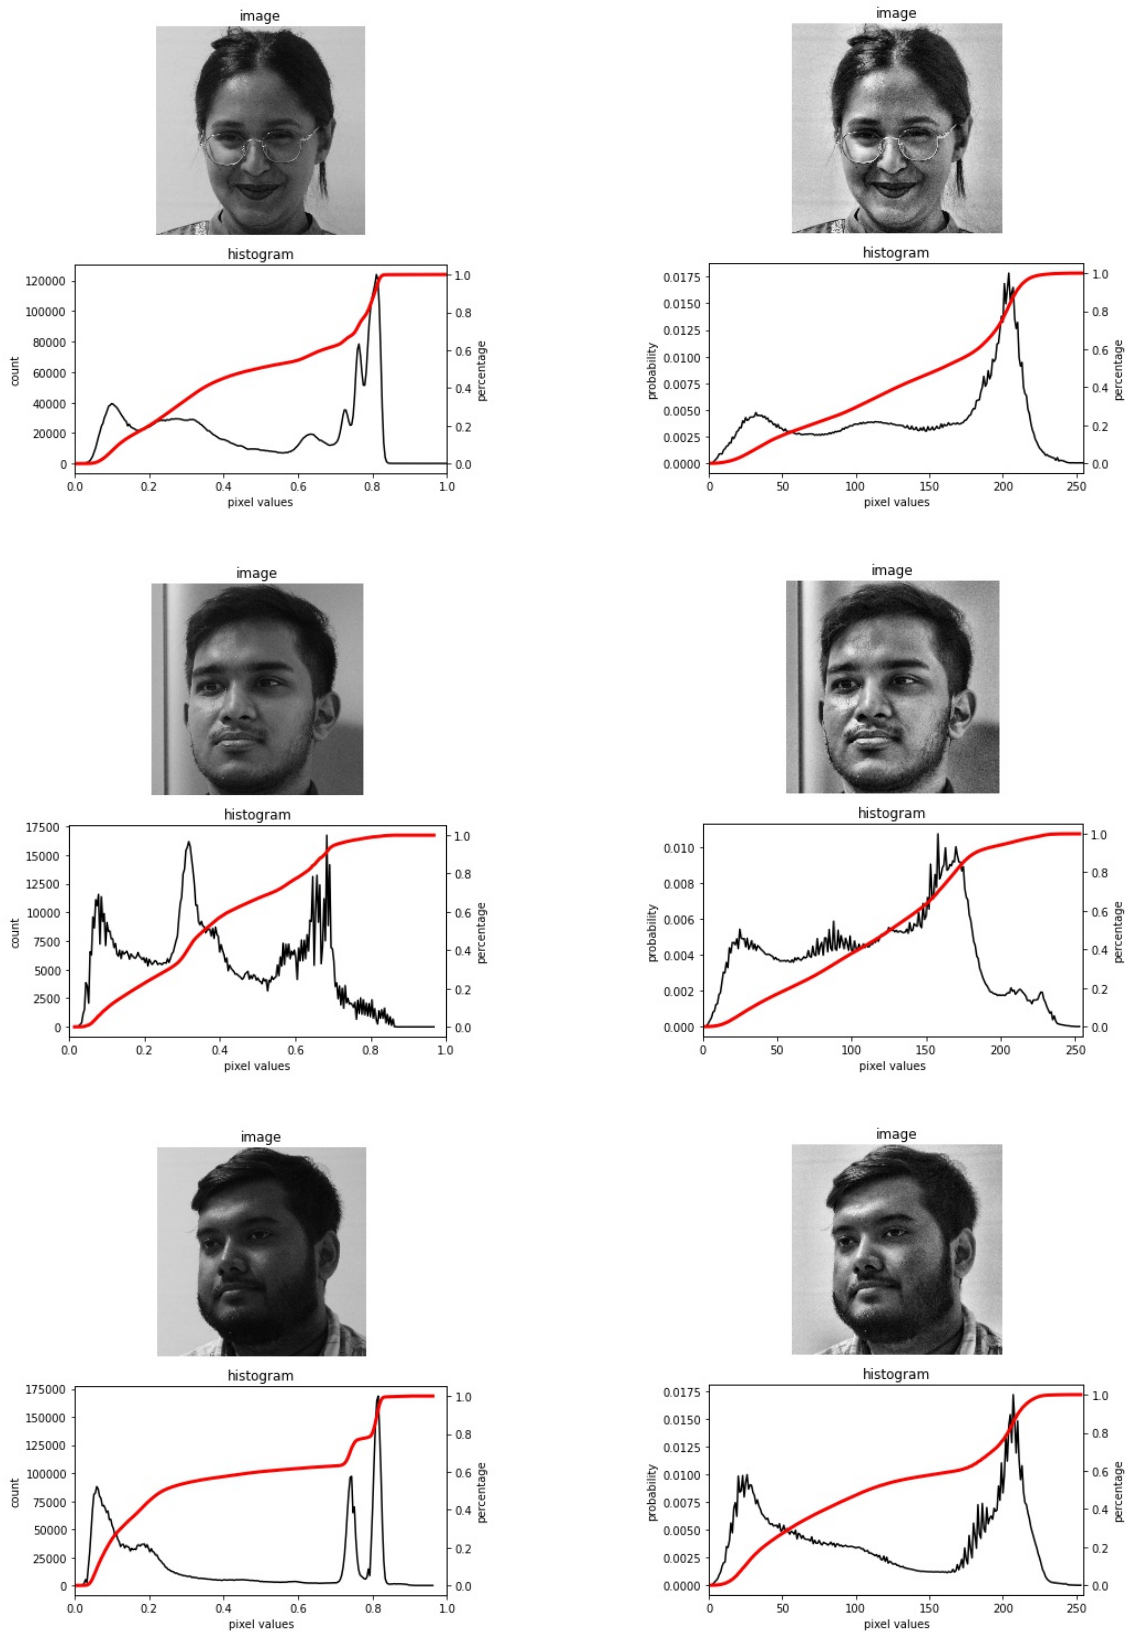 image
image
histogram
histogram
120000
100000
80000
60000
40000
20000
0
count
1.0
0.8
0.6
0.4
0.2
0.0
percentage
0.0 0.2 0.4 0.6 0.8 1.0
pixel values
0.0175
0.0150
0.0125
0.0100
0.0075
0.0050
0.0025
0.0000
probability
1.0
0.8
0.6
0.4
0.2
0.0
percentage
0 50 100 150 200 250
pixel values
image
image
histogram
histogram
17500
15000
12500
10000
7500
5000
2500
0
count
1.0
0.8
0.6
0.4
0.2
0.0
percentage
0.0 0.2 0.4 0.6 0.8 1.0
pixel values
0.010
0.008
0.006
0.004
0.002
0.000
probability
1.0
0.8
0.6
0.4
0.2
0.0
percentage
0 50 100 150 200 250
pixel values
image
image
histogram
histogram
175000
150000
125000
100000
75000
50000
25000
0
count
1.0
0.8
0.6
0.4
0.2
0.0
percentage
0.0 0.2 0.4 0.6 0.8 1.0
pixel values
0.0175
0.0150
0.0125
0.0100
0.0075
0.0050
0.0025
0.0000
probability
1.0
0.8
0.6
0.4
0.2
0.0
percentage
0 50 100 150 200 250
pixel values